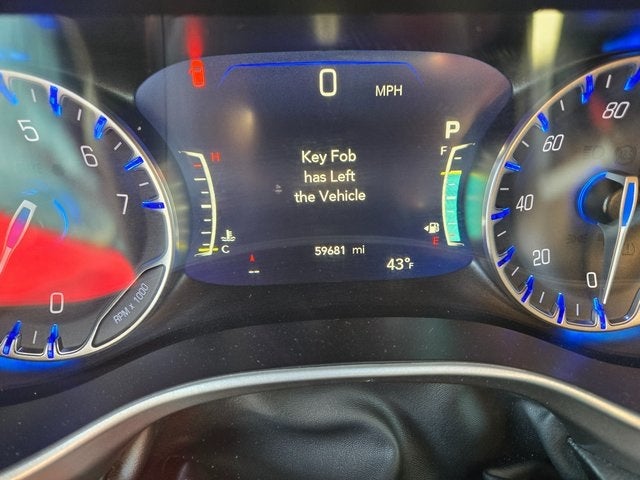 0 MPH
P
Key Fob
has Left
the Vehicle
H
C
F
E
59681 mi
--
43°F
5
6
7
0
RPM x 1000
80
60
40
20
0